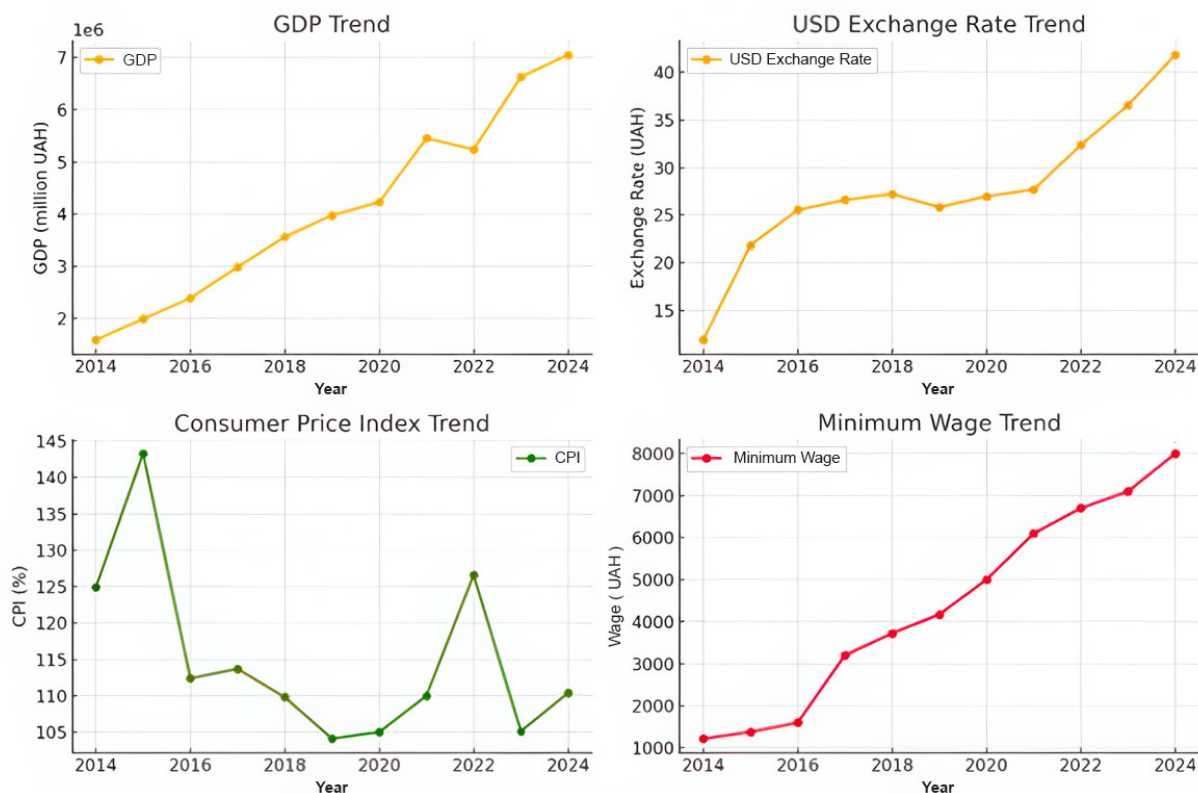 GDP Trend
1e6
GDP
7
6
5
4
3
2
GDP (million UAH)
2014 2016 2018 2020 2022 2024
Year
USD Exchange Rate Trend
USD Exchange Rate
40
35
30
25
20
15
Exchange Rate (UAH)
2014 2016 2018 2020 2022 2024
Year
Consumer Price Index Trend
CPI
145
140
135
130
125
120
115
110
105
CPI (%)
2014 2016 2018 2020 2022 2024
Year
Minimum Wage Trend
Minimum Wage
8000
7000
6000
5000
4000
3000
2000
1000
Wage ( UAH )
2014 2016 2018 2020 2022 2024
Year